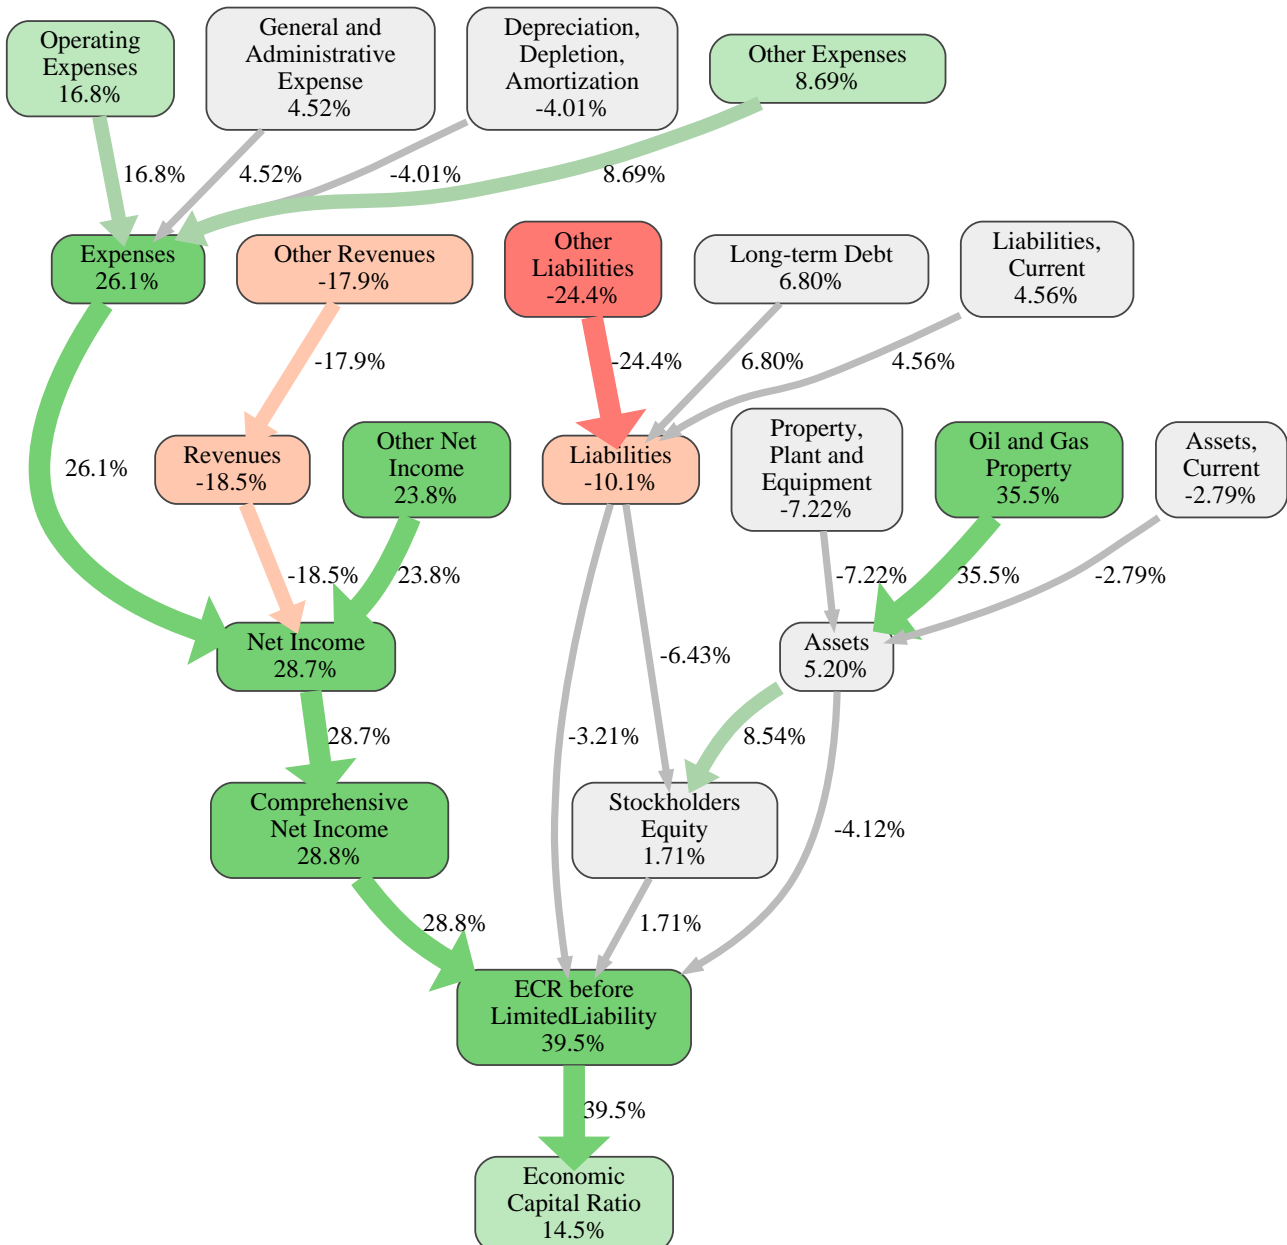 Operating
Expenses
16.8%
General and
Administrative
Expense
4.52%
Depreciation,
Depletion,
Amortization
-4.01%
Other Expenses
8.69%
16.8%
4.52%
-4.01%
8.69%
Expenses
26.1%
Other Revenues
-17.9%
Other
Liabilities
-24.4%
Long-term Debt
6.80%
Liabilities,
Current
4.56%
-17.9%
-24.4%
6.80%
4.56%
26.1%
Revenues
-18.5%
Other Net
Income
23.8%
Liabilities
-10.1%
Property,
Plant and
Equipment
-7.22%
Oil and Gas
Property
35.5%
Assets,
Current
-2.79%
-18.5%
23.8%
-7.22%
35.5%
-2.79%
Net Income
28.7%
-6.43%
Assets
5.20%
28.7%
-3.21%
8.54%
Comprehensive
Net Income
28.8%
Stockholders
Equity
1.71%
-4.12%
28.8%
1.71%
ECR before
LimitedLiability
39.5%
39.5%
Economic
Capital Ratio
14.5%